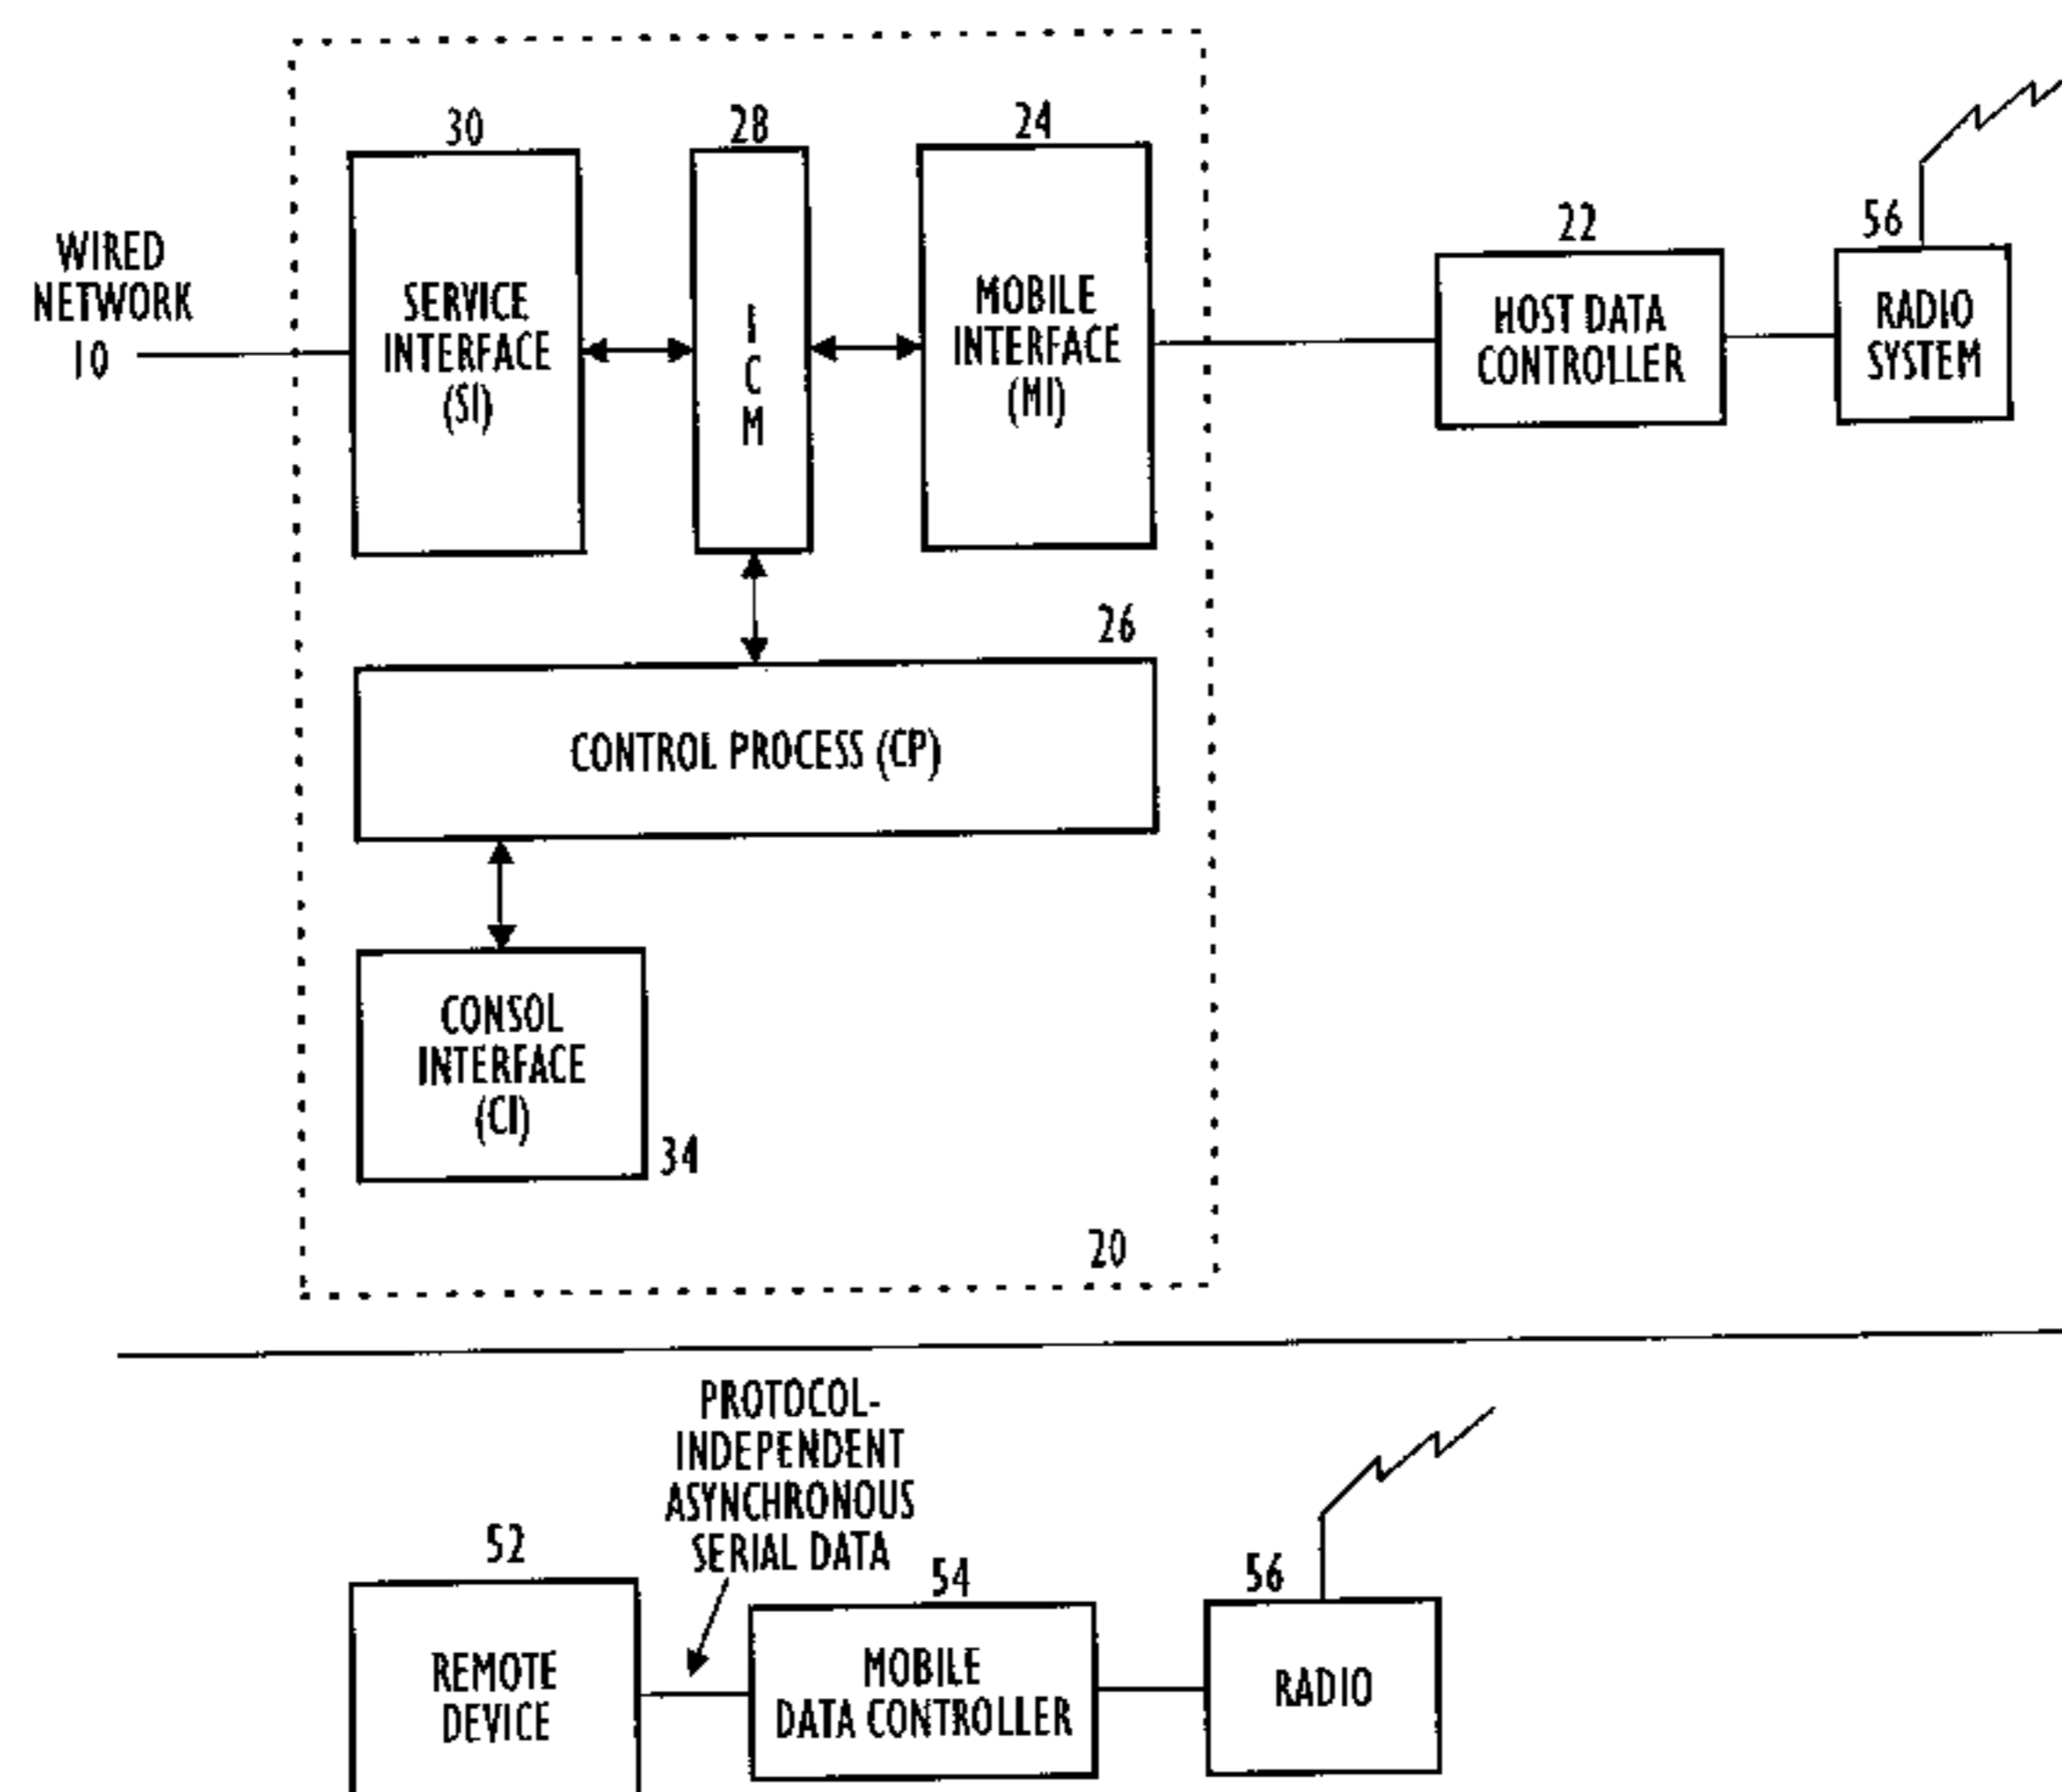 30
28
24
WIRED
NETWORK
10
SERVICE
INTERFACE
(SI)
I
C
M
MOBILE
INTERFACE
(MI)
22
HOST DATA
CONTROLLER
56
RADIO
SYSTEM
26
CONTROL PROCESS (CP)
CONSOL
INTERFACE
(CI)
34
20
PROTOCOL-
INDEPENDENT
ASYNCHRONOUS
SERIAL DATA
52
REMOTE
DEVICE
54
MOBILE
DATA CONTROLLER
56
RADIO